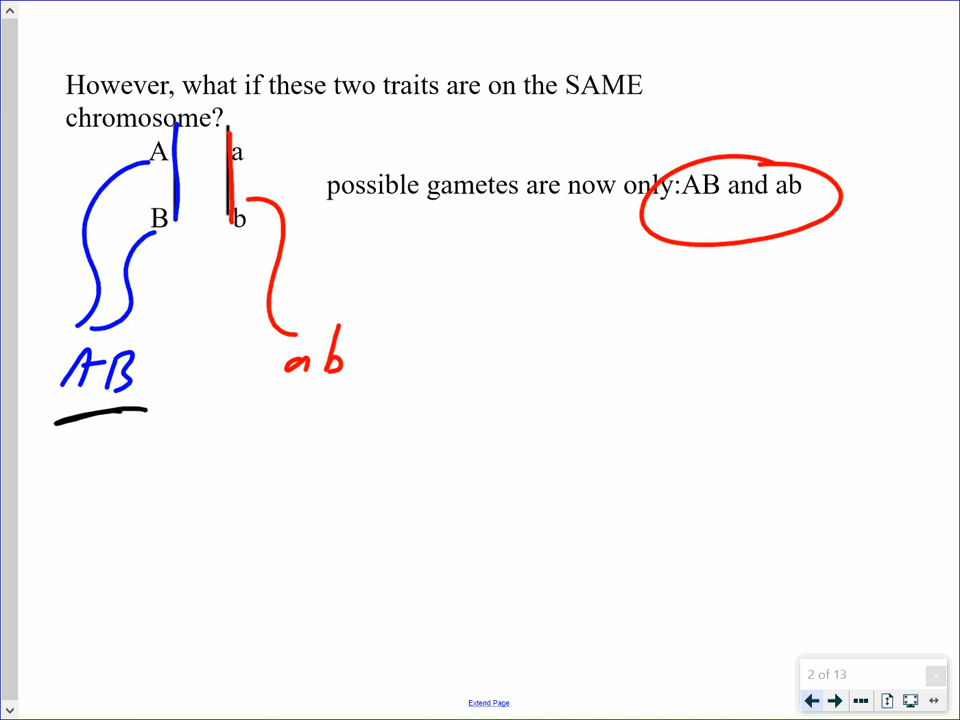 However, what if these two traits are on the SAME
chromosome?
A a
possible gametes are now only:AB and ab
B b
AB
ab
2 of 13
Extend Page